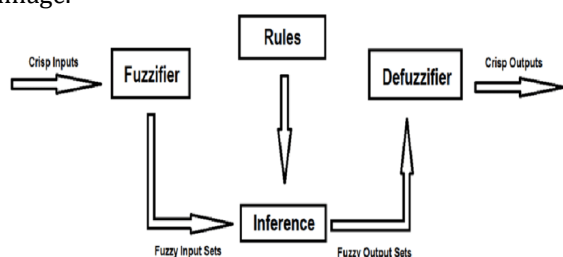 image.
Rules
Crisp Inputs
Fuzzifier
Defuzzifier
Crisp Outputs
Inference
Fuzzy Input Sets
Fuzzy Output Sets